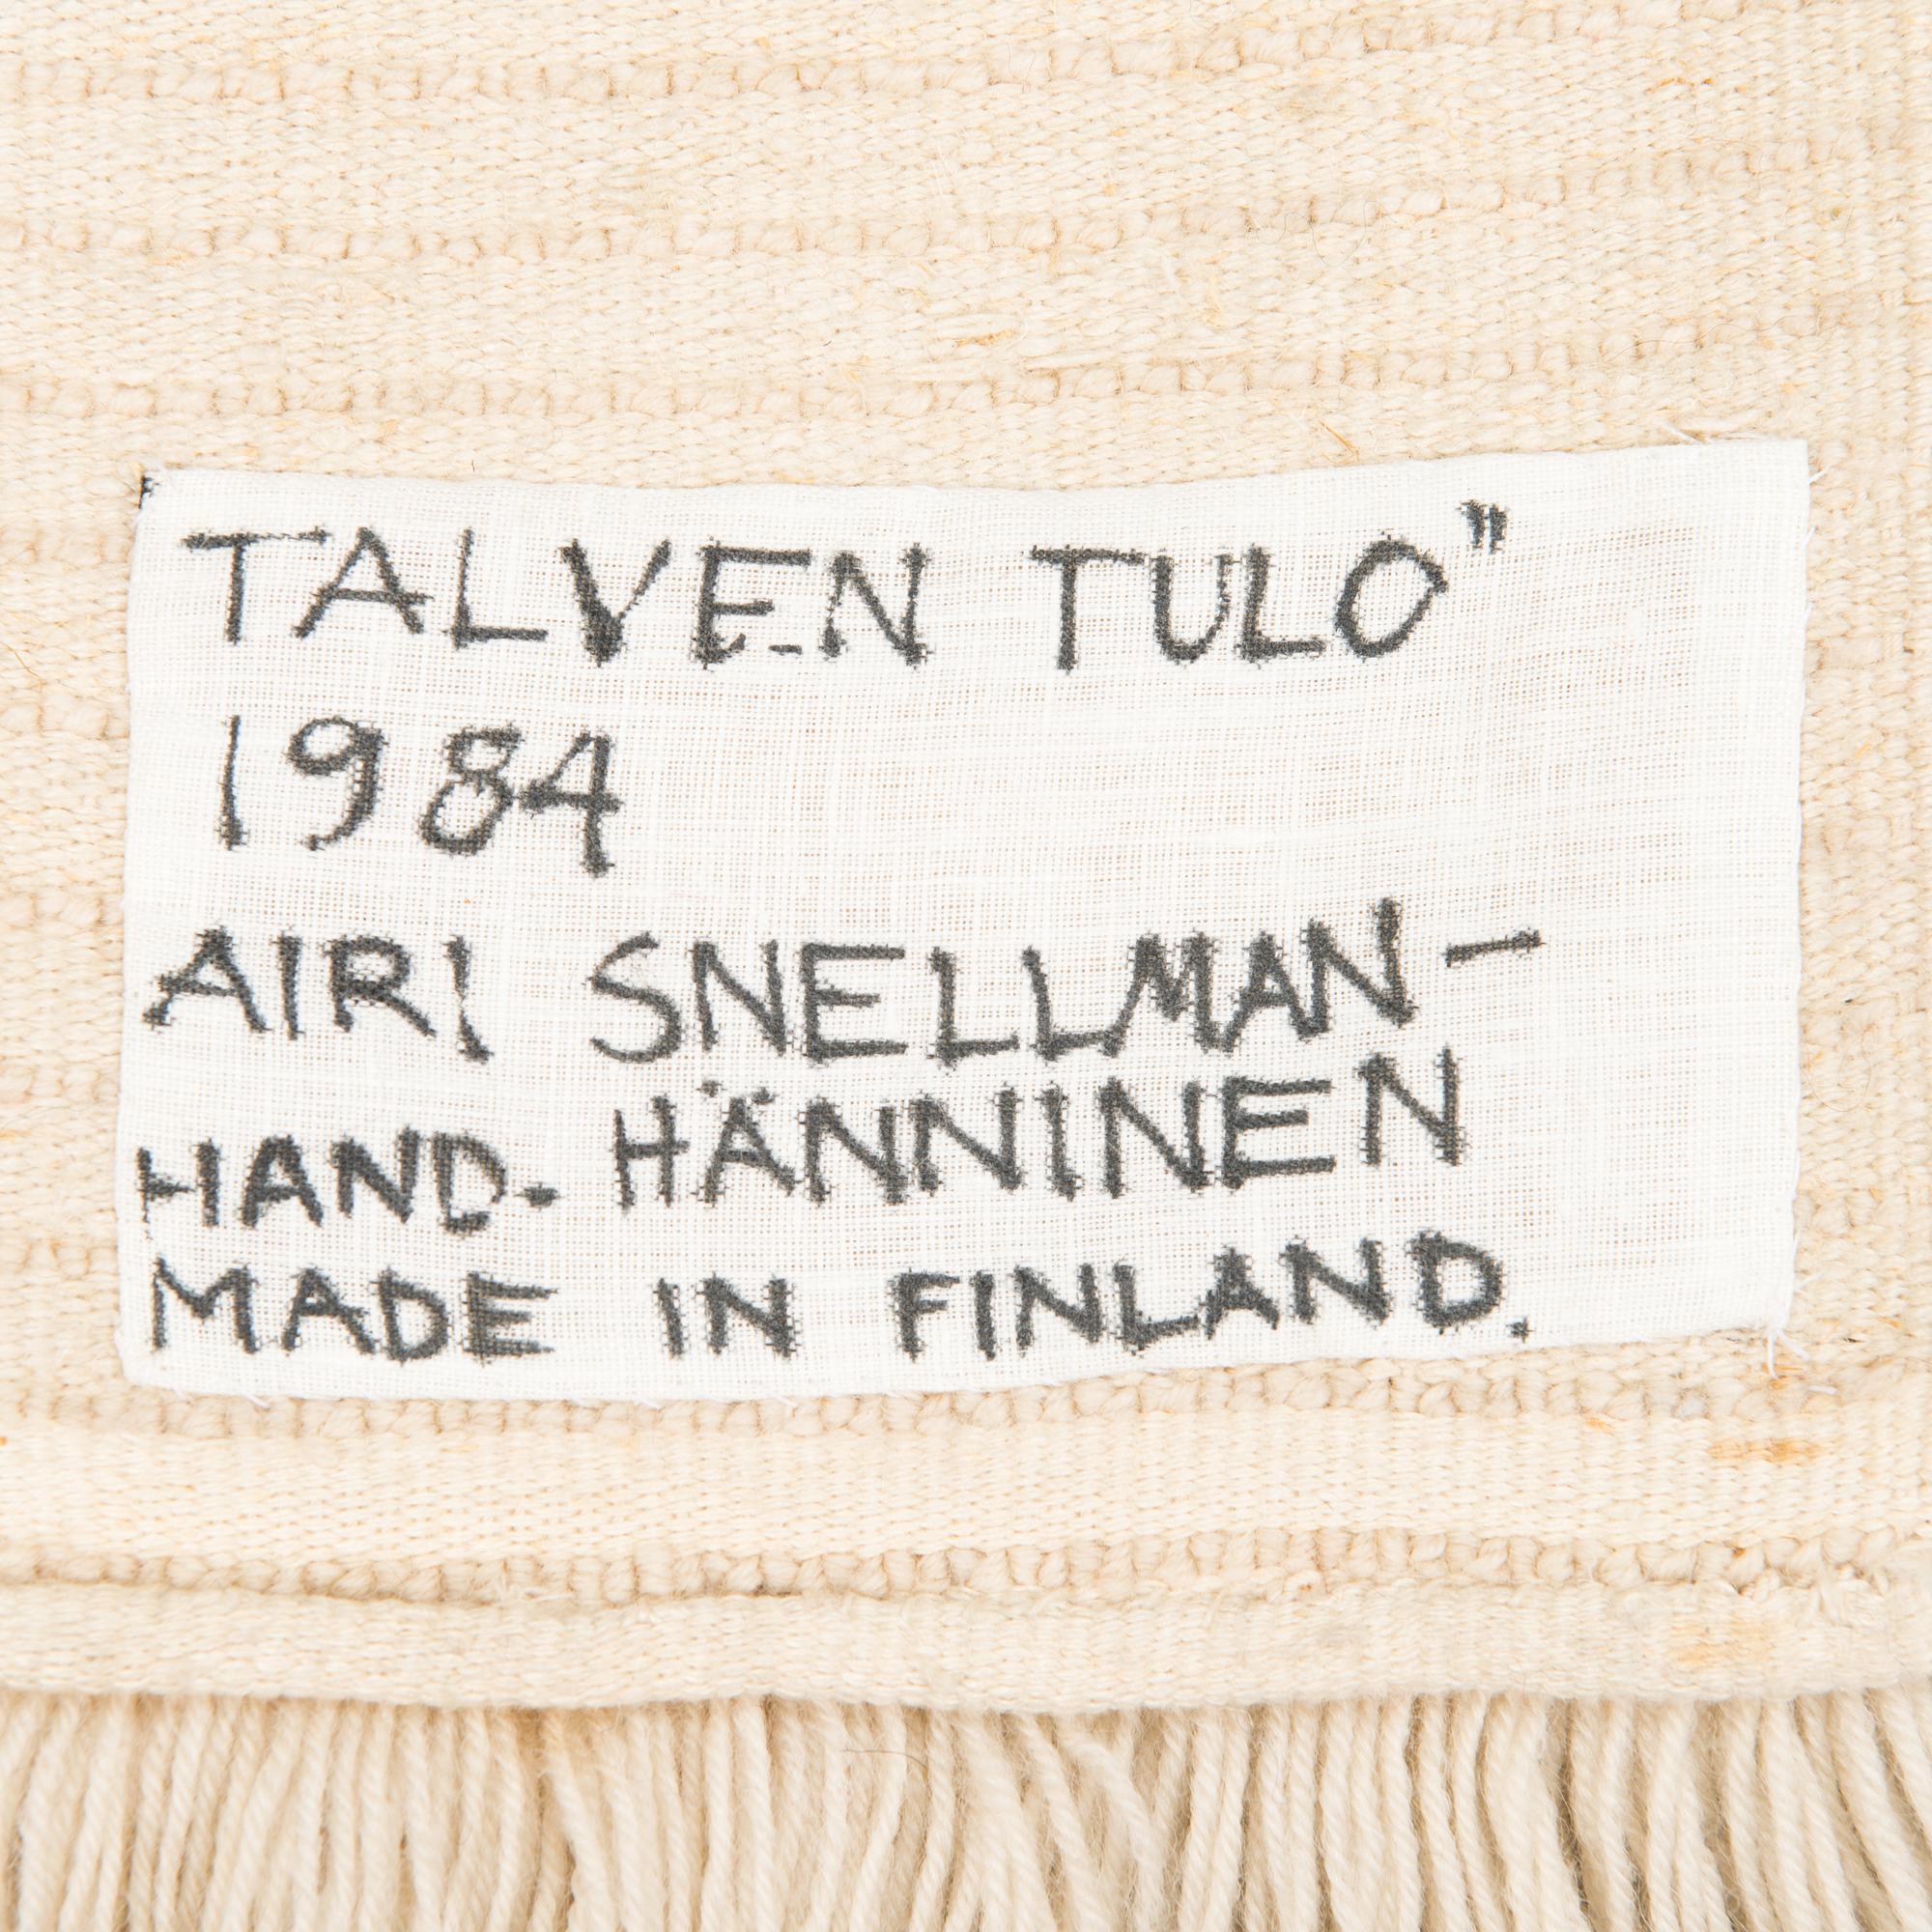 TALVEN TULO"
1984
AIRI SNELLMAN-
HÄNNINEN
HAND-
MADE IN FINLAND.